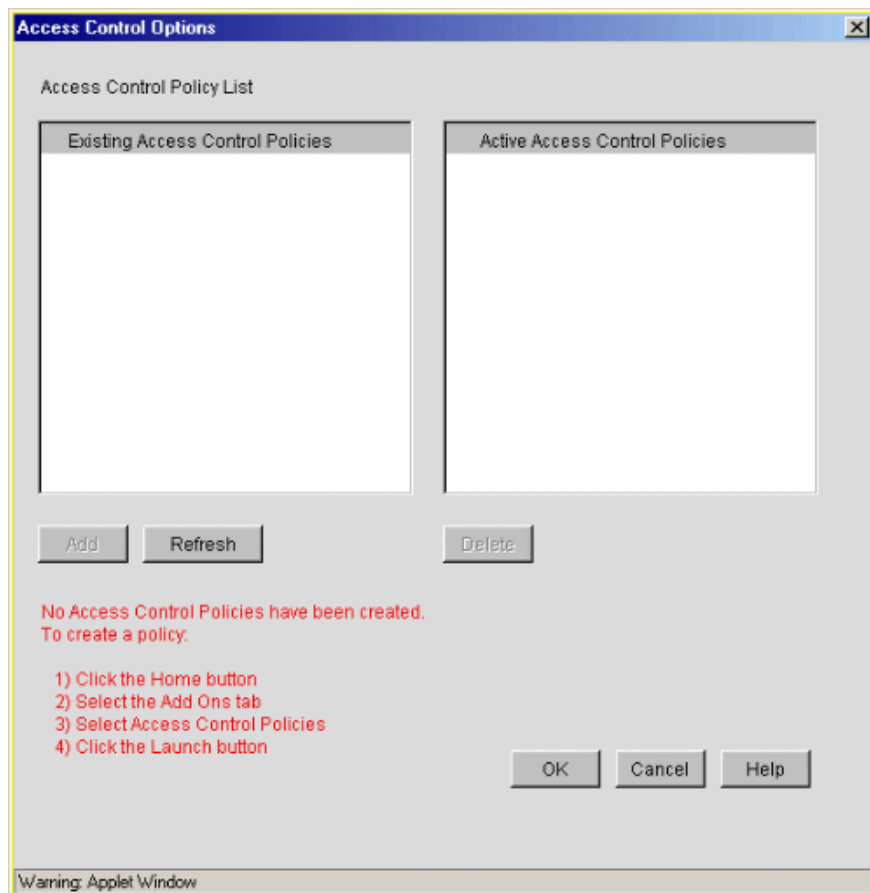 Access Control Options
Access Control Policy List
Existing Access Control Policies
Active Access Control Policies
Add
Refresh
Delete
No Access Control Policies have been created.
To create a policy:
1) Click the Home button
2) Select the Add Ons tab
3) Select Access Control Policies
4) Click the Launch button
OK
Cancel
Help
Warning: Applet Window